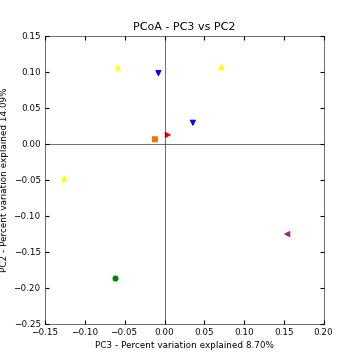 PCoA - PC3 vs PC2
0.15
0.10
0.05
0.00
−0.05
−0.10
−0.15
−0.20
−0.25
PC2 - Percent variation explained 14.09%
−0.15 −0.10 −0.05 0.00 0.05 0.10 0.15 0.20
PC3 - Percent variation explained 8.70%